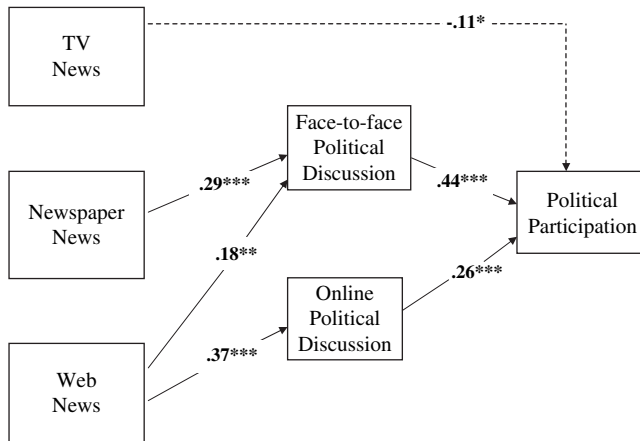 TV
News
-.11*
Face-to-face
Political
Discussion
.29***
.44***
Newspaper
News
Political
Participation
.18**
.26***
Online
Political
Discussion
.37***
Web
News